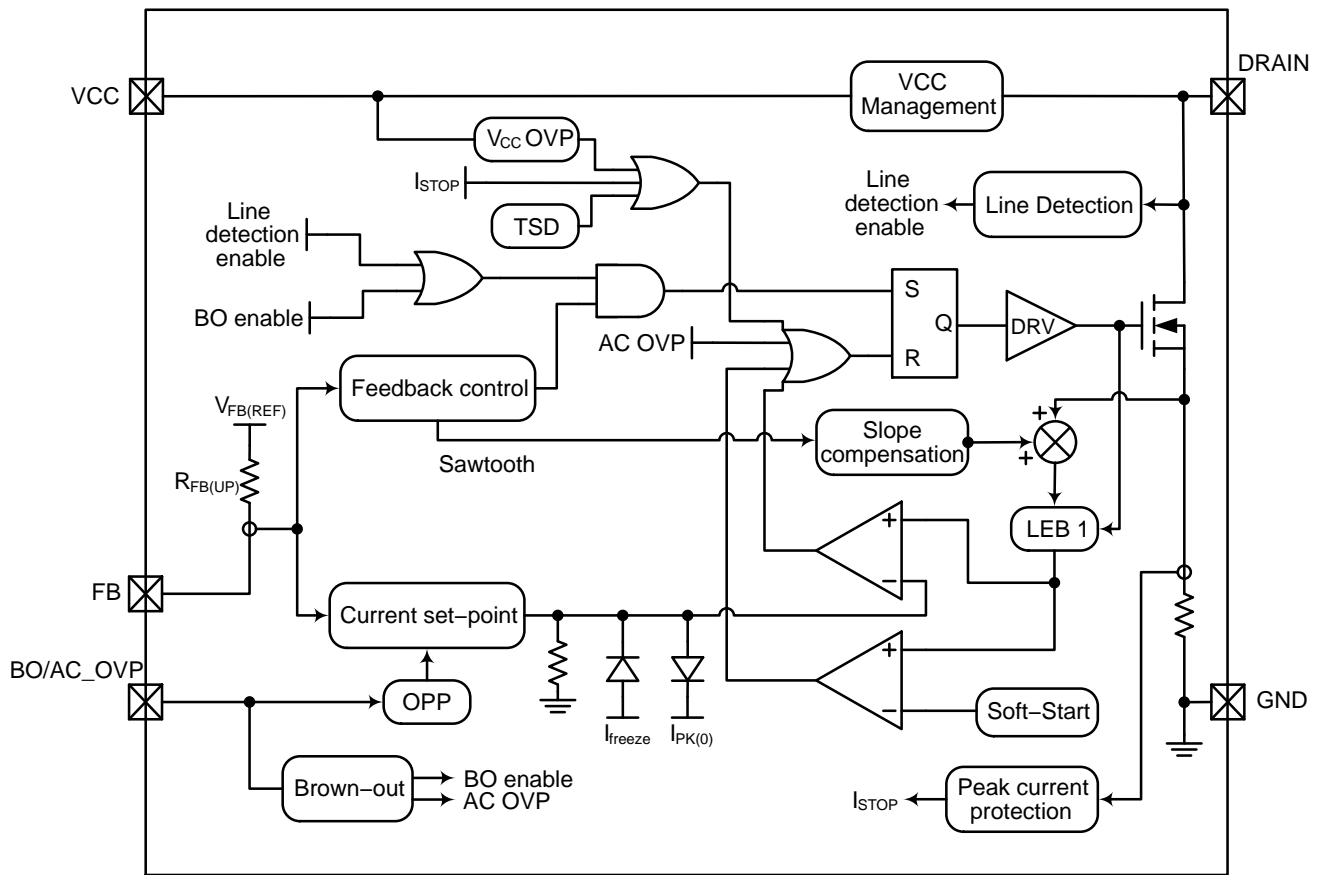 DRAIN
VCC
VCC
Management
VCC OVP
ISTOP
TSD
Line
detection
enable
Line Detection
Line
detection
enable
BO enable
S
Q
R
DRV
AC OVP
Feedback control
VFB(REF)
RFB(UP)
Sawtooth
Slope
compensation
+
+
LEB 1
+
−
FB
Current set−point
BO/AC_OVP
OPP
+
−
Soft−Start
GND
Ifreeze
IPK(0)
Brown−out
BO enable
AC OVP
ISTOP
Peak current
protection